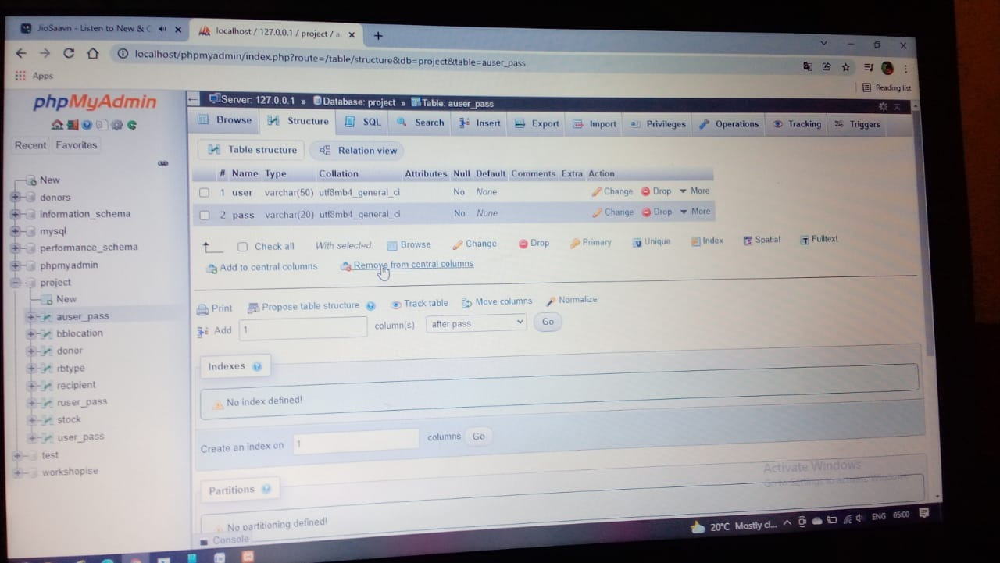 JioSaavn - Listen to New & O
localhost / 127.0.0.1 / project / au
localhost/phpmyadmin/index.php?route=/table/structure&db=project&table=auser_pass
Apps
Reading list
phpMyAdmin
Recent Favorites
New
donors
information_schema
mysql
performance_schema
phpmyadmin
project
New
auser_pass
bblocation
donor
rbtype
recipient
ruser_pass
stock
user_pass
test
workshopise
Server: 127.0.0.1 » Database: project » Table: auser_pass
Browse Structure SQL Search Insert Export Import Privileges Operations Tracking Triggers
Table structure Relation view
# Name Type Collation Attributes Null Default Comments Extra Action
1 user varchar(50) utf8mb4_general_ci No None Change Drop More
2 pass varchar(20) utf8mb4_general_ci No None Change Drop More
Check all With selected: Browse Change Drop Primary Unique Index Spatial Fulltext
Add to central columns Remove from central columns
Print Propose table structure Track table Move columns Normalize
Add 1 column(s) after pass Go
Indexes
No index defined!
Create an index on 1 columns Go
Partitions
No partitioning defined!
Console
Activate Windows
Go to Settings to activate Windows.
20°C Mostly cl... ENG 05:00